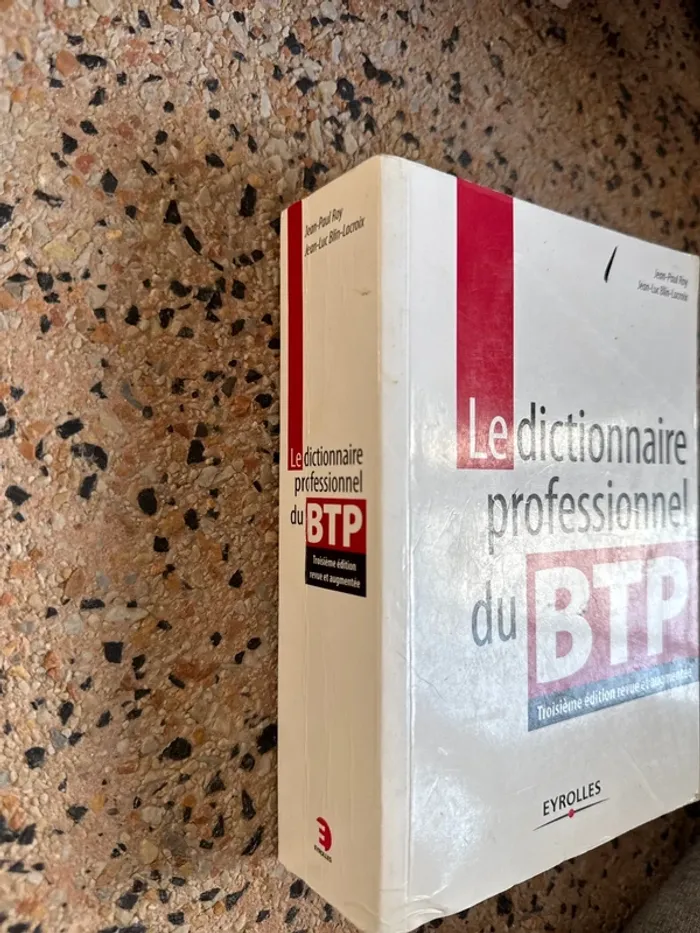 Jean-Paul Roy
Jean-Luc Blin-Lacroix
Le dictionnaire
professionnel
du BTP
Troisième édition
revue et augmentée
EYROLLES
Jean-Paul Roy
Jean-Luc Blin-Lacroix
Le dictionnaire
professionnel
du BTP
Troisième édition revue et augmentée
EYROLLES